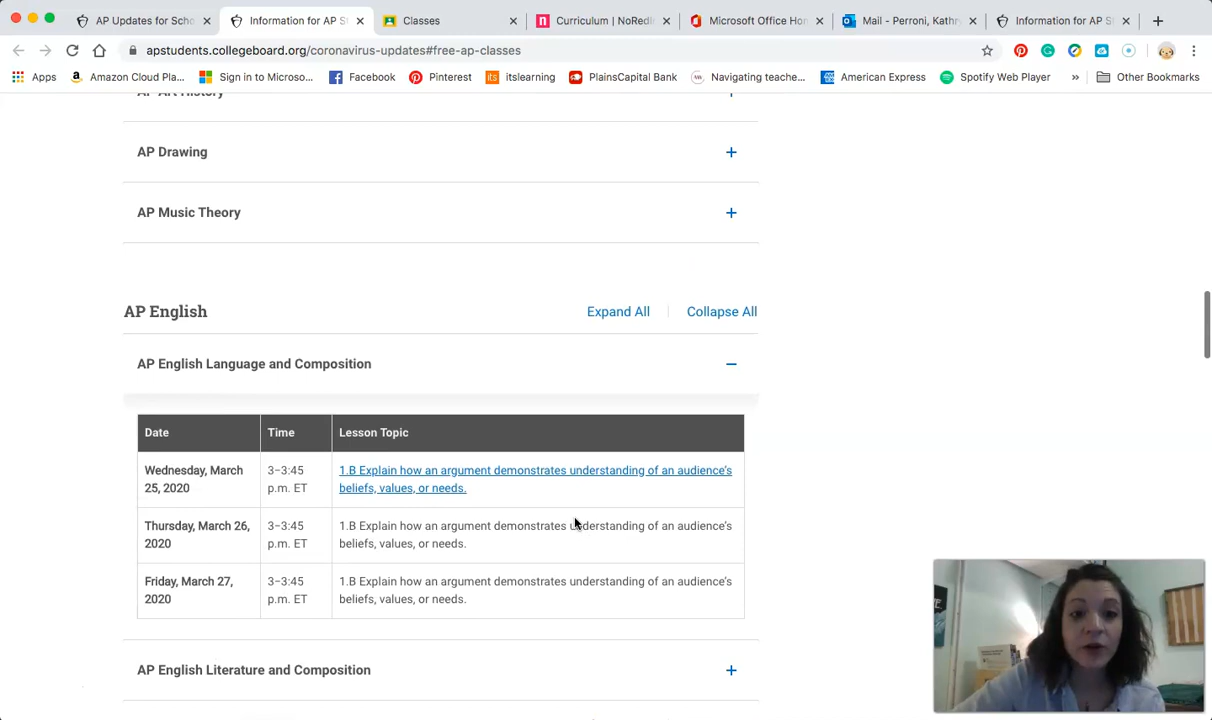 AP Updates for Scho
Information for AP S
Classes
Curriculum | NoRedIn
Microsoft Office Hom
Mail - Perroni, Kathr
Information for AP S
apstudents.collegeboard.org/coronavirus-updates#free-ap-classes
Apps
Amazon Cloud Pla...
Sign in to Microso...
Facebook
Pinterest
its
itslearning
PlainsCapital Bank
Navigating teache...
American Express
Spotify Web Player
Other Bookmarks
AP Art History
AP Drawing
AP Music Theory
AP English
Expand All
Collapse All
AP English Language and Composition
Date
Time
Lesson Topic
Wednesday, March
25, 2020
3–3:45
p.m. ET
1.B Explain how an argument demonstrates understanding of an audience's
beliefs, values, or needs.
Thursday, March 26,
2020
3–3:45
p.m. ET
1.B Explain how an argument demonstrates understanding of an audience's
beliefs, values, or needs.
Friday, March 27,
2020
3–3:45
p.m. ET
1.B Explain how an argument demonstrates understanding of an audience's
beliefs, values, or needs.
AP English Literature and Composition